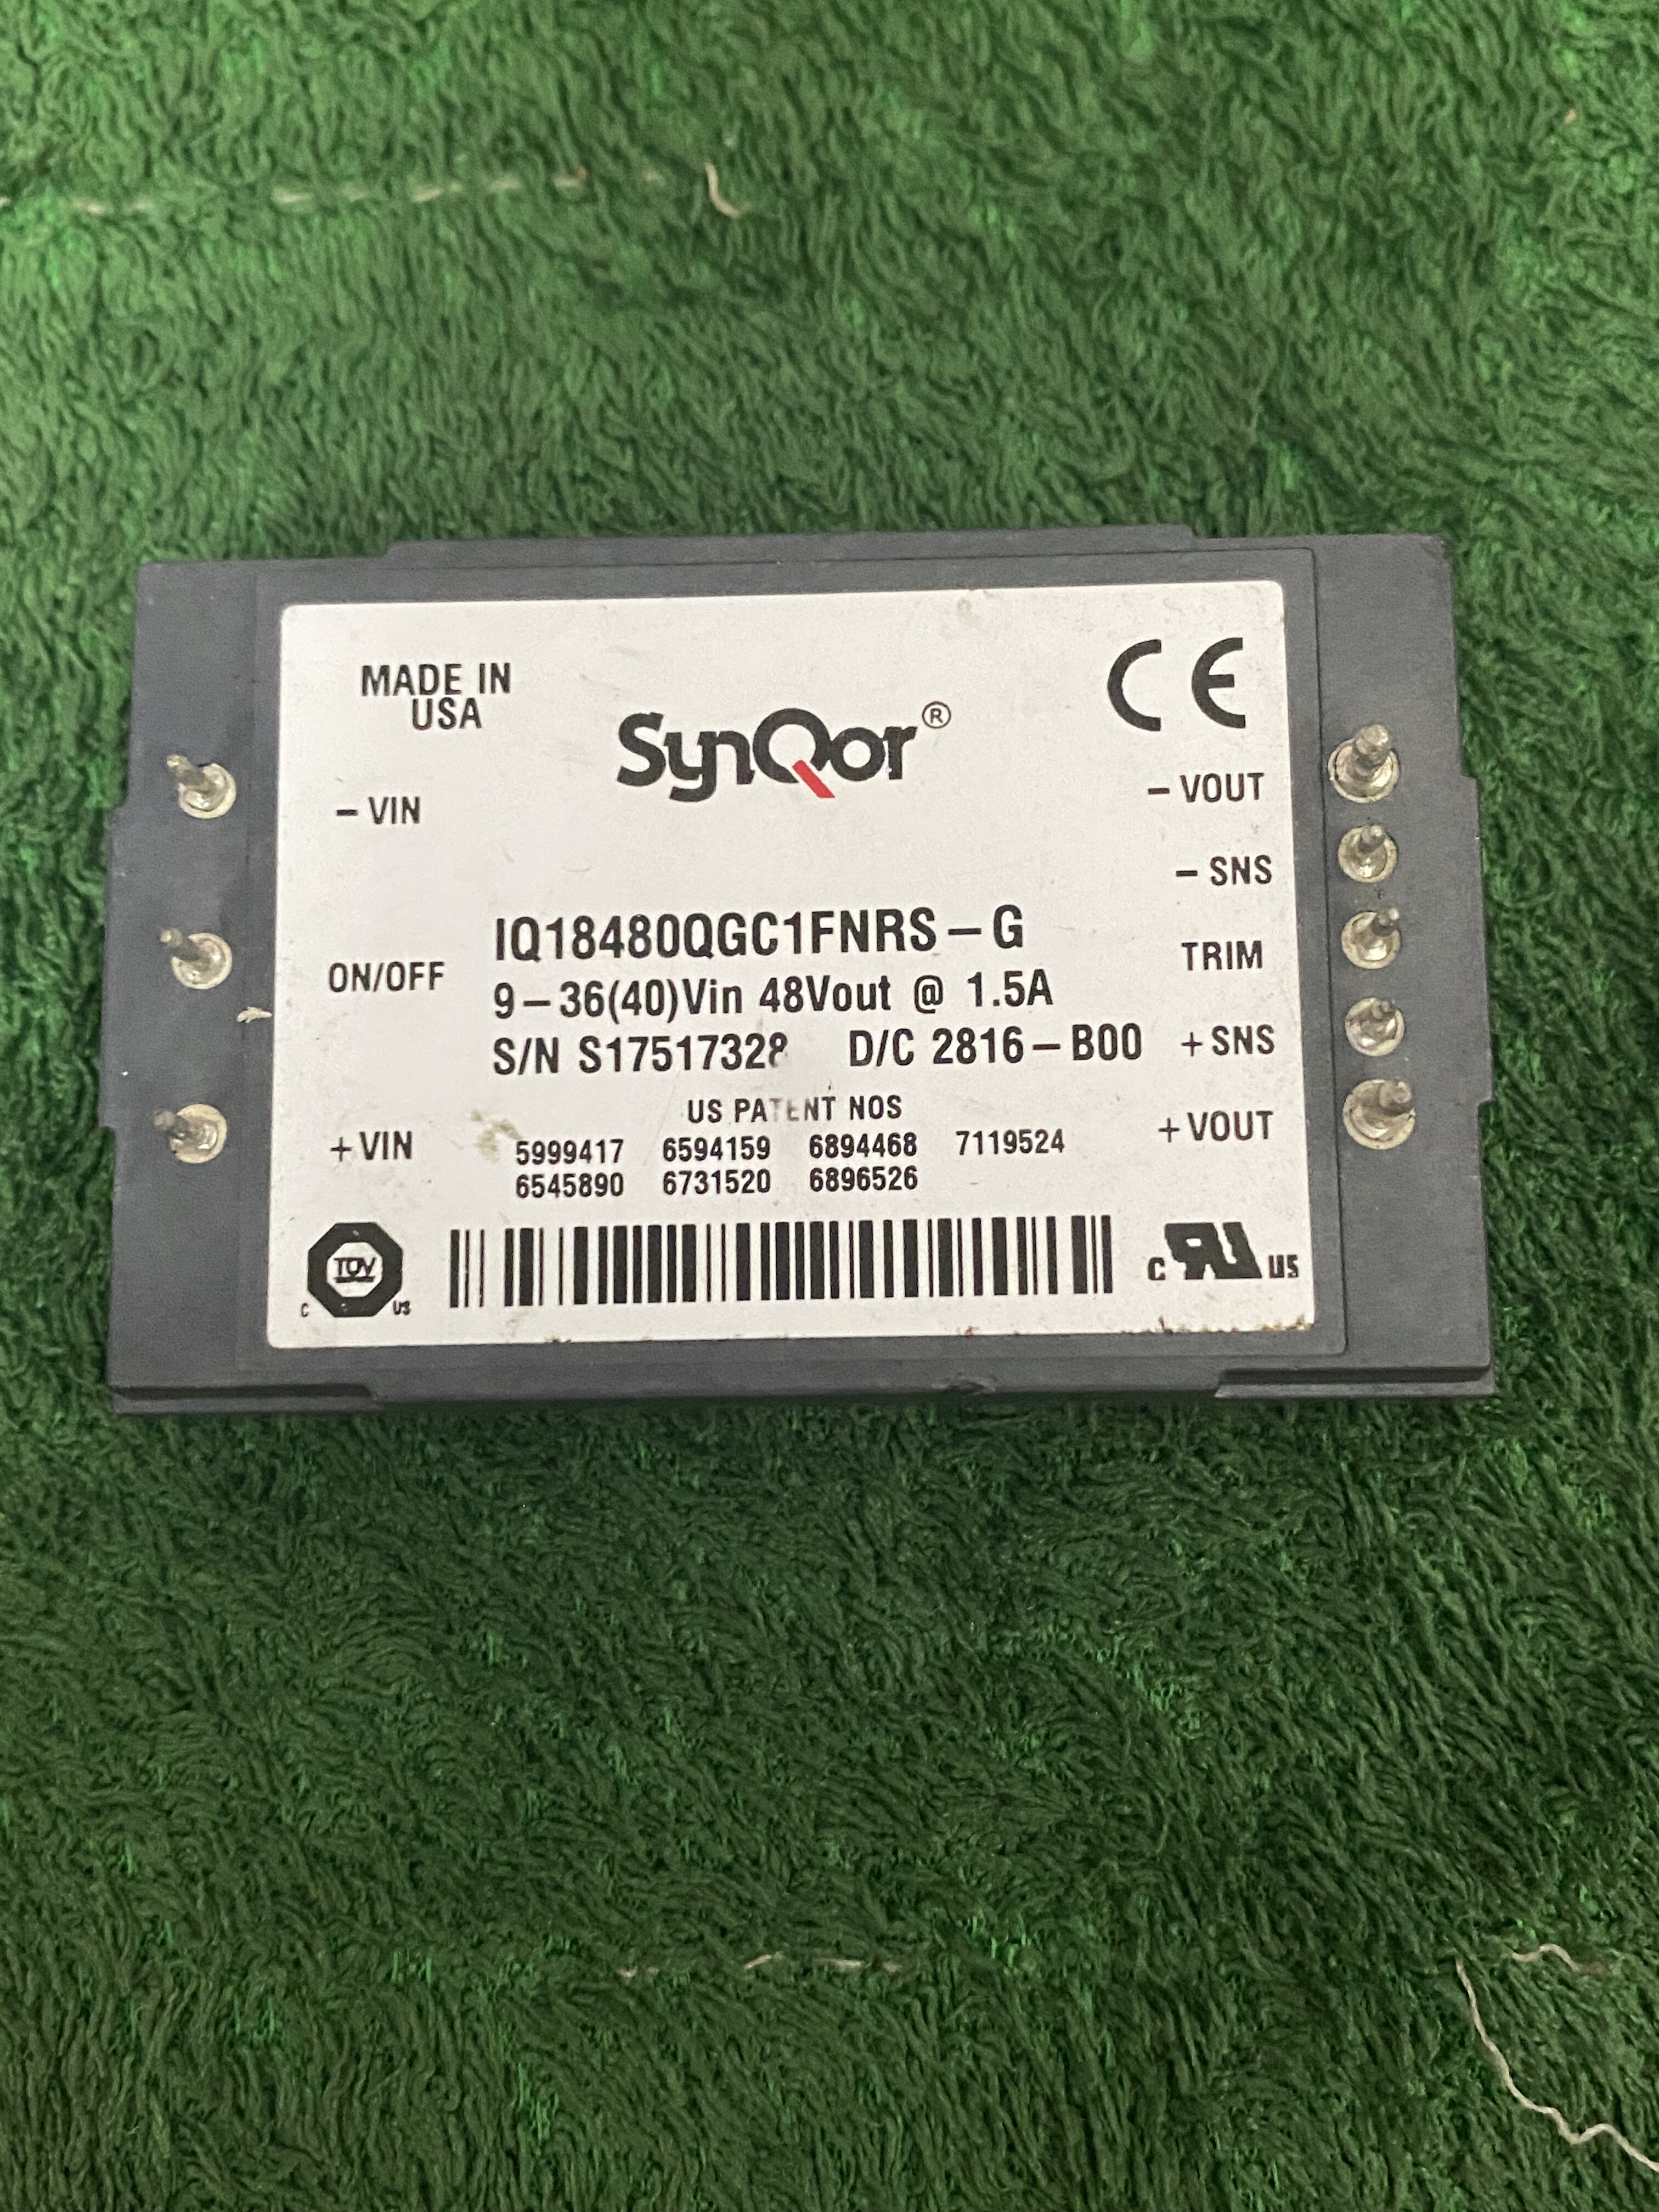 MADE IN
USA
SynQor®
CE
– VIN
– VOUT
– SNS
IQ18480QGC1FNRS – G
ON/OFF
TRIM
9 – 36(40)Vin 48Vout @ 1.5A
S/N S17517328 D/C 2816 – B00
+ SNS
US PATENT NOS
+ VIN
+ VOUT
5999417 6594159 6894468 7119524
6545890 6731520 6896526
C TÜV US
C RU US